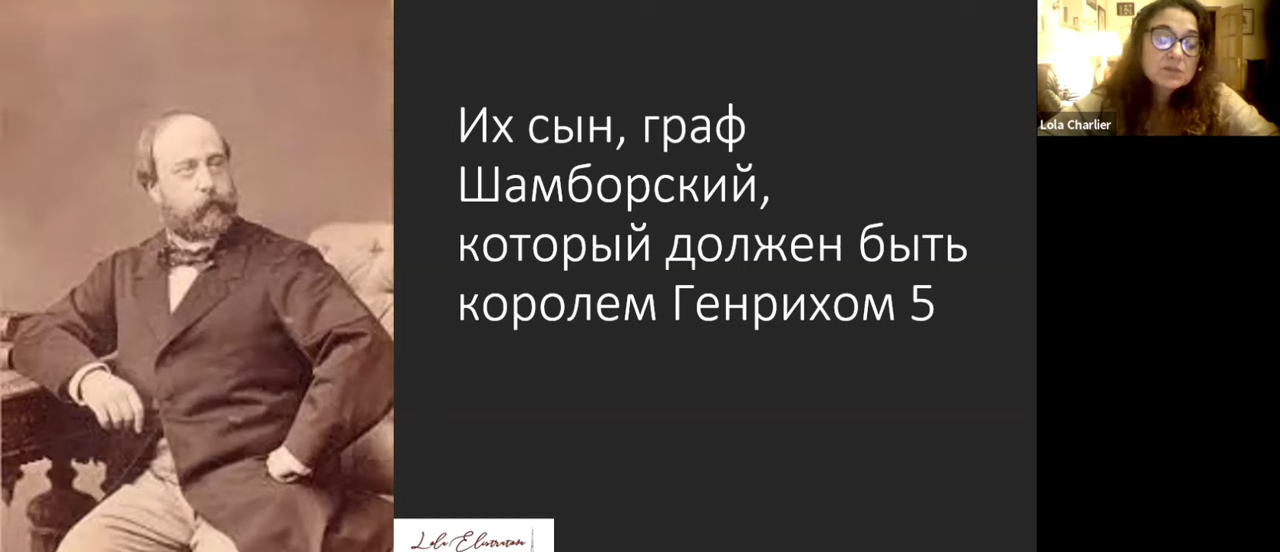 Их сын, граф
Шамборский,
который должен быть
королем Генрихом 5
Lola Charlier